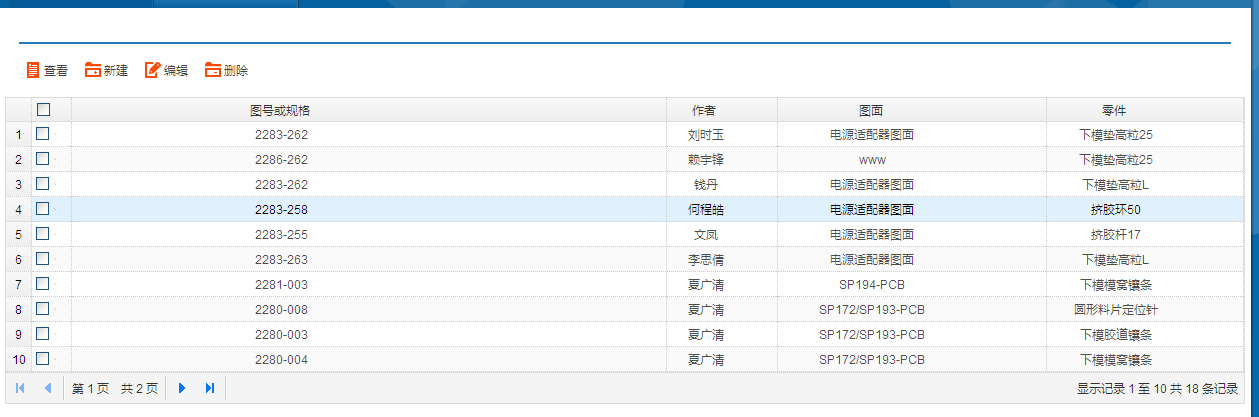 查看 新建 编辑 删除
图号或规格 作者 图面 零件
1 2283-262 刘时玉 电源适配器图面 下模垫高粒25
2 2286-262 赖宇锋 www 下模垫高粒25
3 2283-262 钱丹 电源适配器图面 下模垫高粒L
4 2283-258 何程皓 电源适配器图面 挤胶环50
5 2283-255 文凤 电源适配器图面 挤胶杆17
6 2283-263 李思倩 电源适配器图面 下模垫高粒L
7 2281-003 夏广清 SP194-PCB 下模模窝镶条
8 2280-008 夏广清 SP172/SP193-PCB 圆形料片定位针
9 2280-003 夏广清 SP172/SP193-PCB 下模胶道镶条
10 2280-004 夏广清 SP172/SP193-PCB 下模模窝镶条
第 1 页 共 2 页 显示记录 1 至 10 共 18 条记录